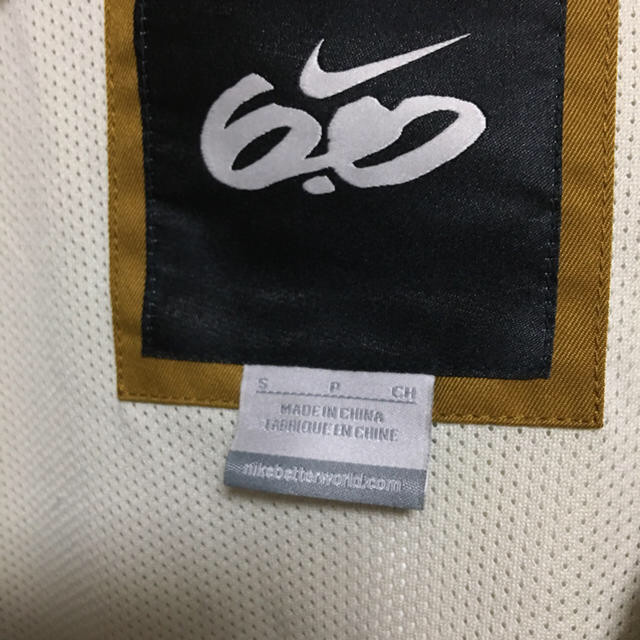 6.0
S P CH
MADE IN CHINA
FABRIQUE EN CHINE
nikebetterworld.com